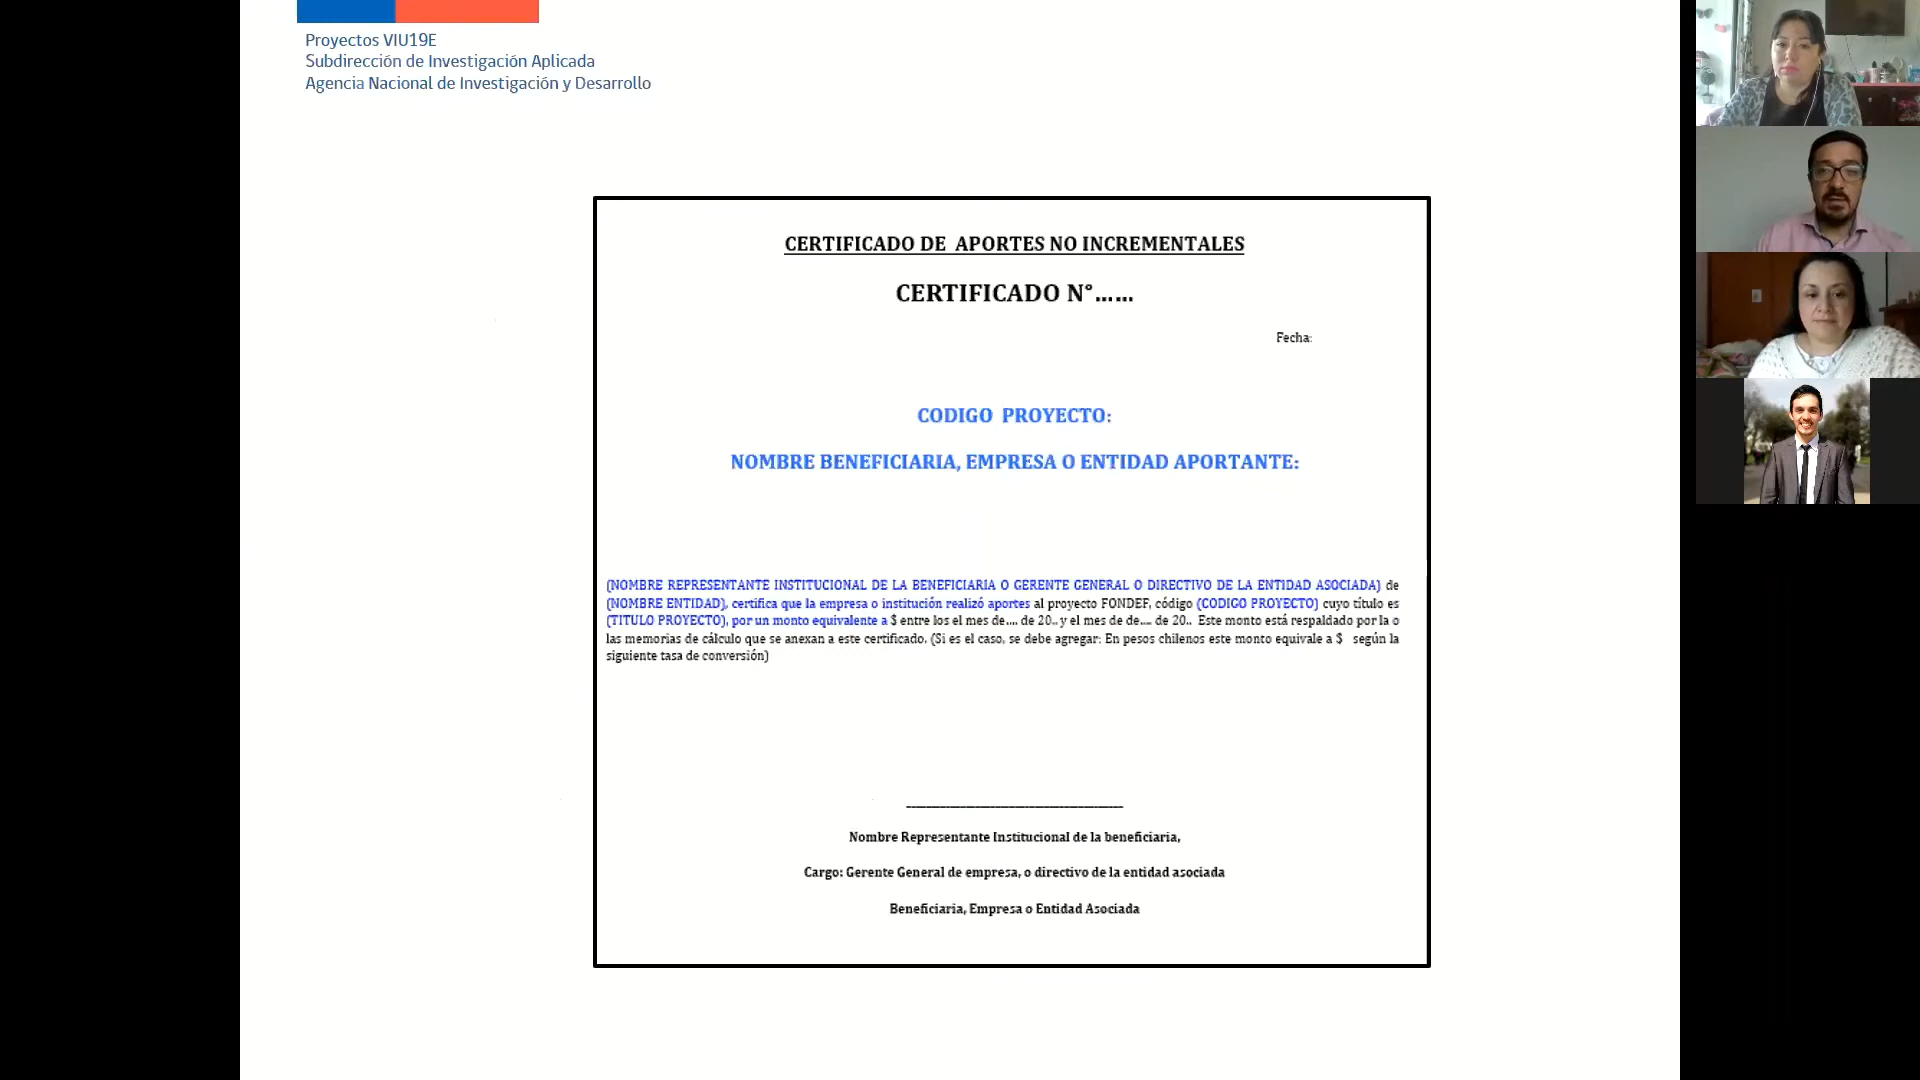 Proyectos VIU19E
Subdirección de Investigación Aplicada
Agencia Nacional de Investigación y Desarrollo
CERTIFICADO DE APORTES NO INCREMENTALES
CERTIFICADO N°......
Fecha:
CODIGO PROYECTO:
NOMBRE BENEFICIARIA, EMPRESA O ENTIDAD APORTANTE:
(NOMBRE REPRESENTANTE INSTITUCIONAL DE LA BENEFICIARIA O GERENTE GENERAL O DIRECTIVO DE LA ENTIDAD ASOCIADA) de
(NOMBRE ENTIDAD), certifica que la empresa o institución realizó aportes al proyecto FONDEF, código (CODIGO PROYECTO) cuyo título es
(TITULO PROYECTO), por un monto equivalente a $ entre los el mes de.... de 20.. y el mes de de.... de 20.. Este monto está respaldado por la o
las memorias de cálculo que se anexan a este certificado. (Si es el caso, se debe agregar: En pesos chilenos este monto equivale a $ según la
siguiente tasa de conversión)
Nombre Representante Institucional de la beneficiaria,
Cargo: Gerente General de empresa, o directivo de la entidad asociada
Beneficiaria, Empresa o Entidad Asociada